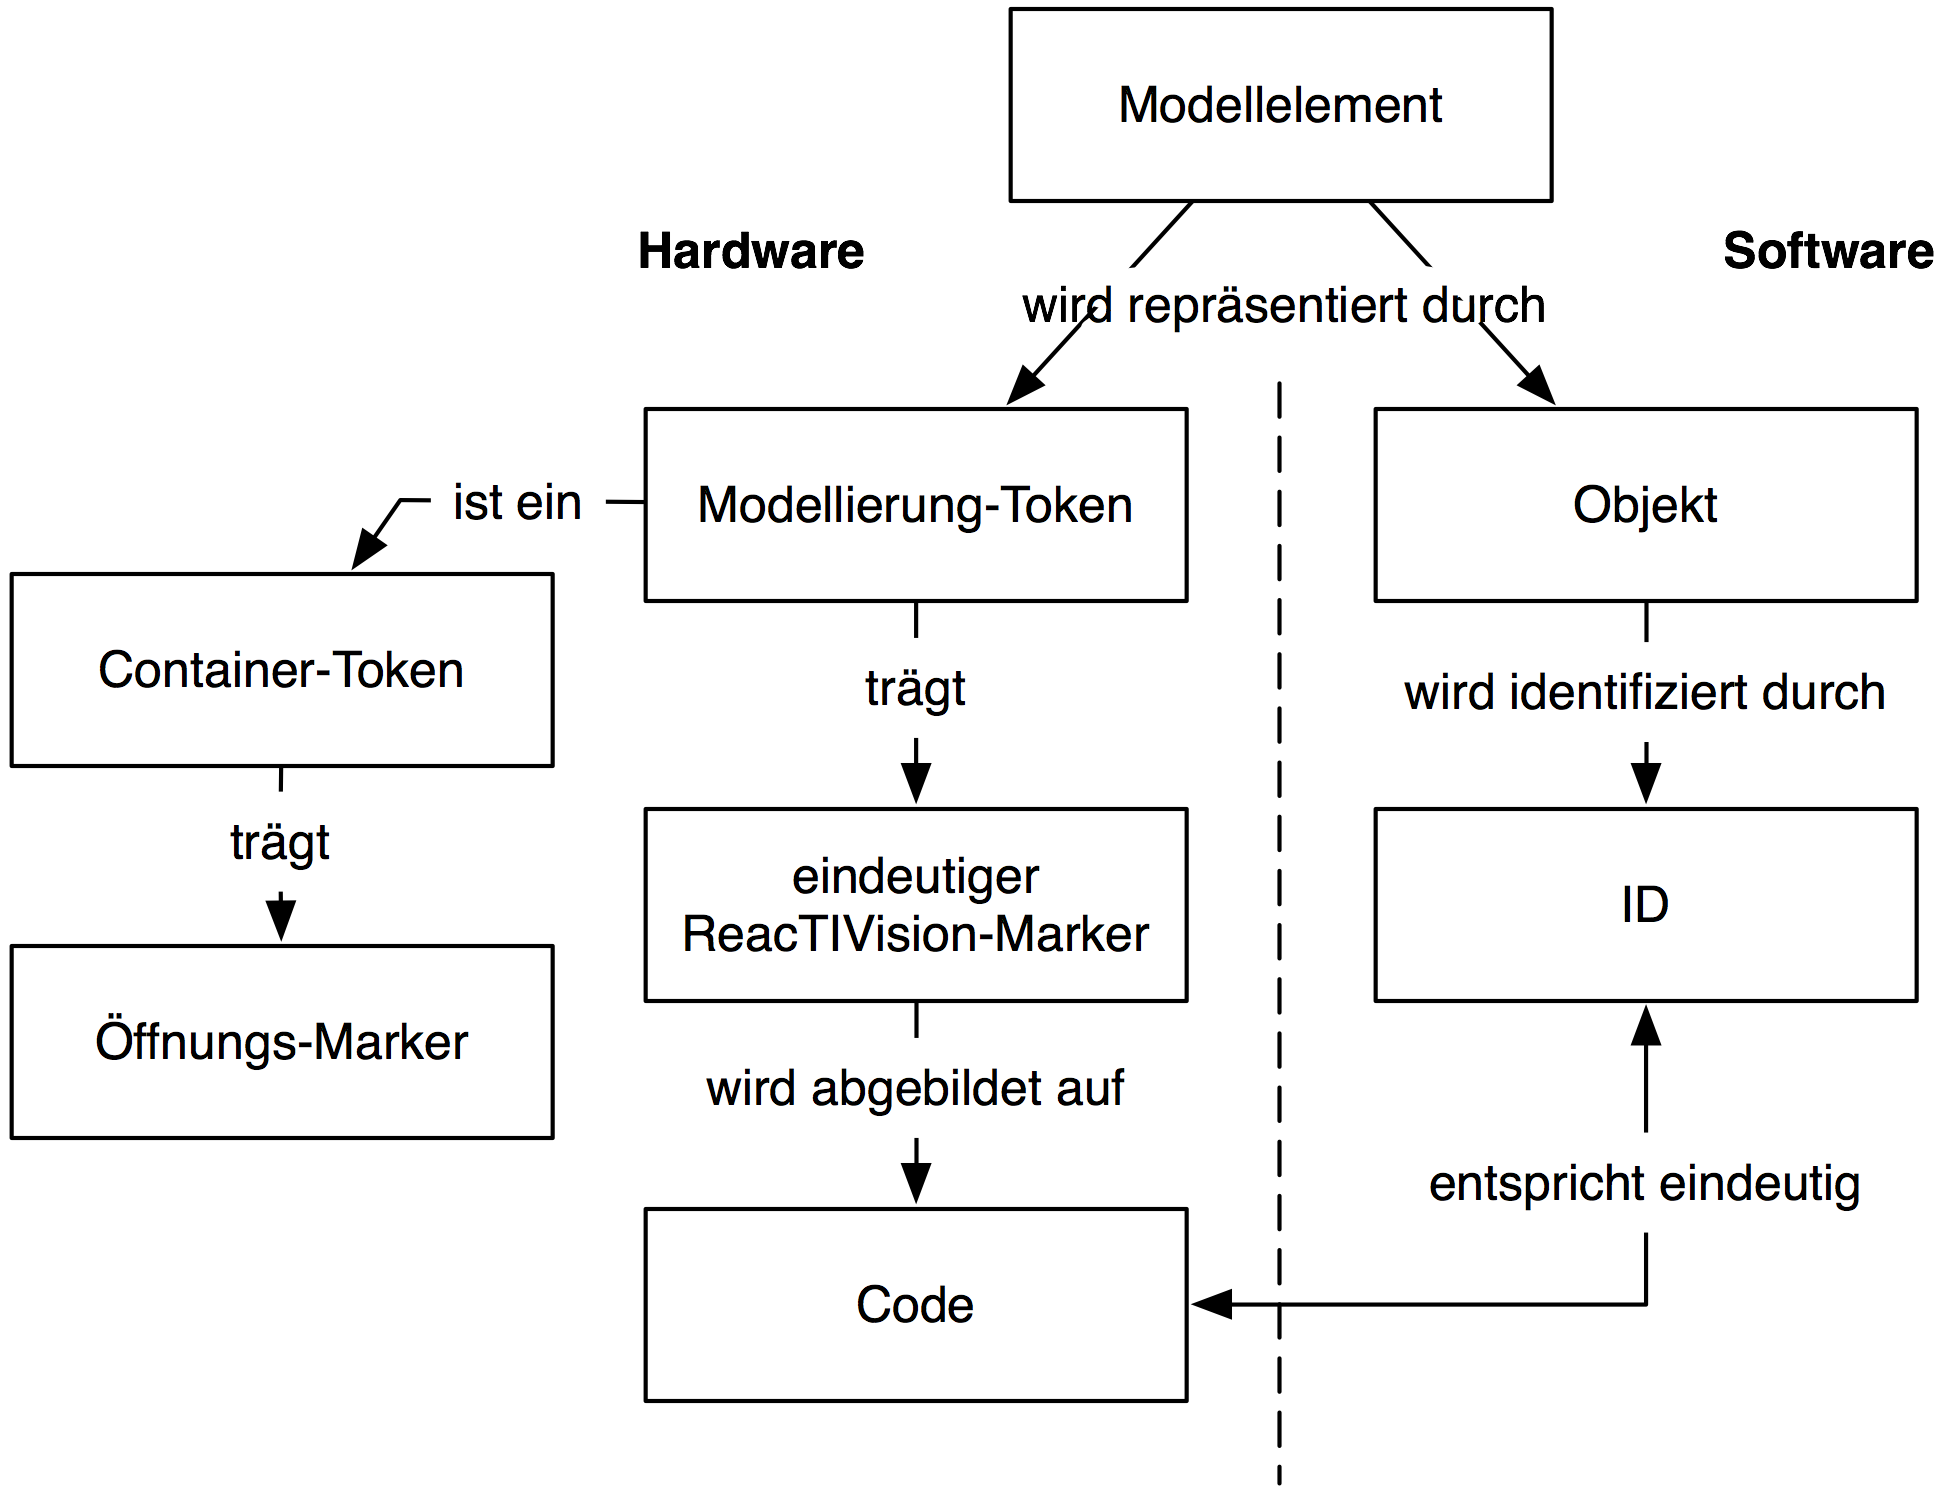 Modellelement
Hardware
Software
wird repräsentiert durch
ist ein
Modellierung-Token
Objekt
Container-Token
trägt
wird identifiziert durch
trägt
eindeutiger
ReacTIVision-Marker
ID
Öffnungs-Marker
wird abgebildet auf
entspricht eindeutig
Code